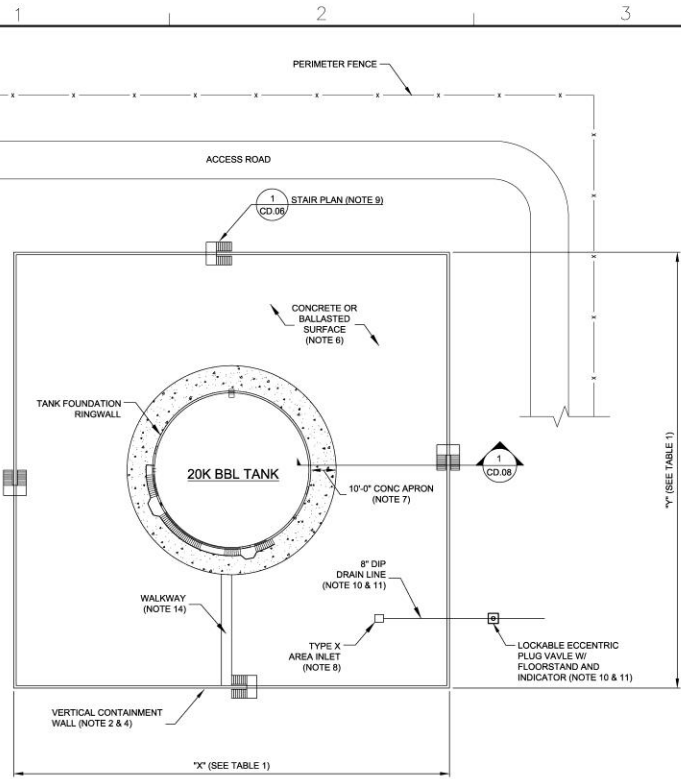 1
2
3
PERIMETER FENCE
ACCESS ROAD
1
CD.06
STAIR PLAN (NOTE 9)
CONCRETE OR
BALLASTED
SURFACE
(NOTE 6)
TANK FOUNDATION
RINGWALL
20K BBL TANK
1
CD.08
10'-0" CONC APRON
(NOTE 7)
"Y" (SEE TABLE 1)
8" DIP
DRAIN LINE
(NOTE 10 & 11)
WALKWAY
(NOTE 14)
TYPE X
AREA INLET
(NOTE 8)
LOCKABLE ECCENTRIC
PLUG VAVLE W/
FLOORSTAND AND
INDICATOR (NOTE 10 & 11)
VERTICAL CONTAINMENT
WALL (NOTE 2 & 4)
"X" (SEE TABLE 1)